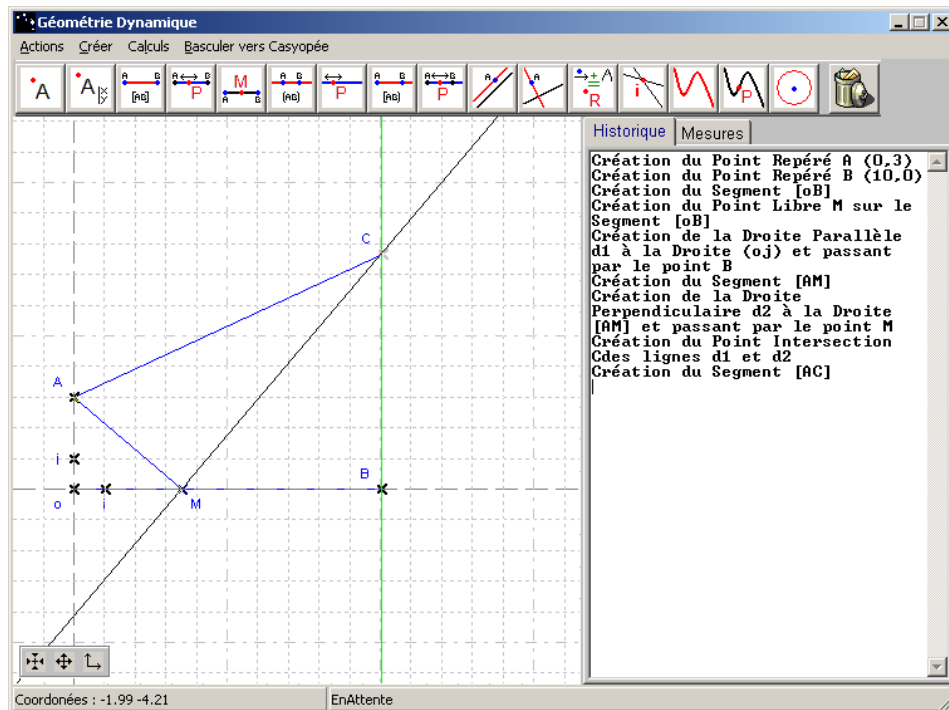 Géométrie Dynamique
Actions Créer Calculs Basculer vers Casyopée
A A x y A B [AB] A B P M A B A B (AB) P A B [AB] A B P A A R i P
Historique Mesures
Création du Point Repéré A (0,3)
Création du Point Repéré B (10,0)
Création du Segment [oB]
Création du Point Libre M sur le
Segment [oB]
Création de la Droite Parallèle
d1 à la Droite (oj) et passant
par le point B
Création du Segment [AM]
Création de la Droite
Perpendiculaire d2 à la Droite
[AM] et passant par le point M
Création du Point Intersection
Cdes lignes d1 et d2
Création du Segment [AC]
C
A
i
B
o i M
Coordonées : -1.99 -4.21 EnAttente